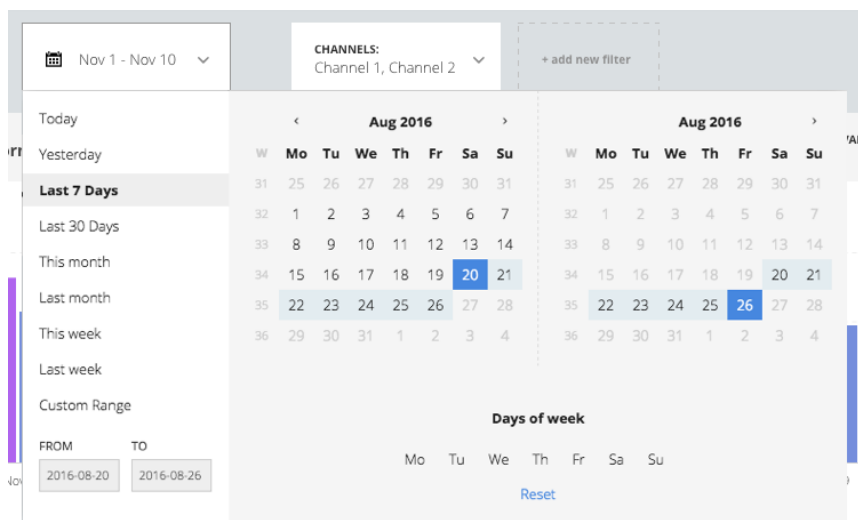 Nov 1 - Nov 10
CHANNELS:
Channel 1, Channel 2
+ add new filter
Today
Yesterday
Last 7 Days
Last 30 Days
This month
Last month
This week
Last week
Custom Range
FROM TO
2016-08-20 2016-08-26
‹ Aug 2016 ›
W Mo Tu We Th Fr Sa Su
31 25 26 27 28 29 30 31
32 1 2 3 4 5 6 7
33 8 9 10 11 12 13 14
34 15 16 17 18 19 20 21
35 22 23 24 25 26 27 28
36 29 30 31 1 2 3 4
Aug 2016 ›
W Mo Tu We Th Fr Sa Su
31 25 26 27 28 29 30 31
32 1 2 3 4 5 6 7
33 8 9 10 11 12 13 14
34 15 16 17 18 19 20 21
35 22 23 24 25 26 27 28
36 29 30 31 1 2 3 4
Days of week
Mo Tu We Th Fr Sa Su
Reset